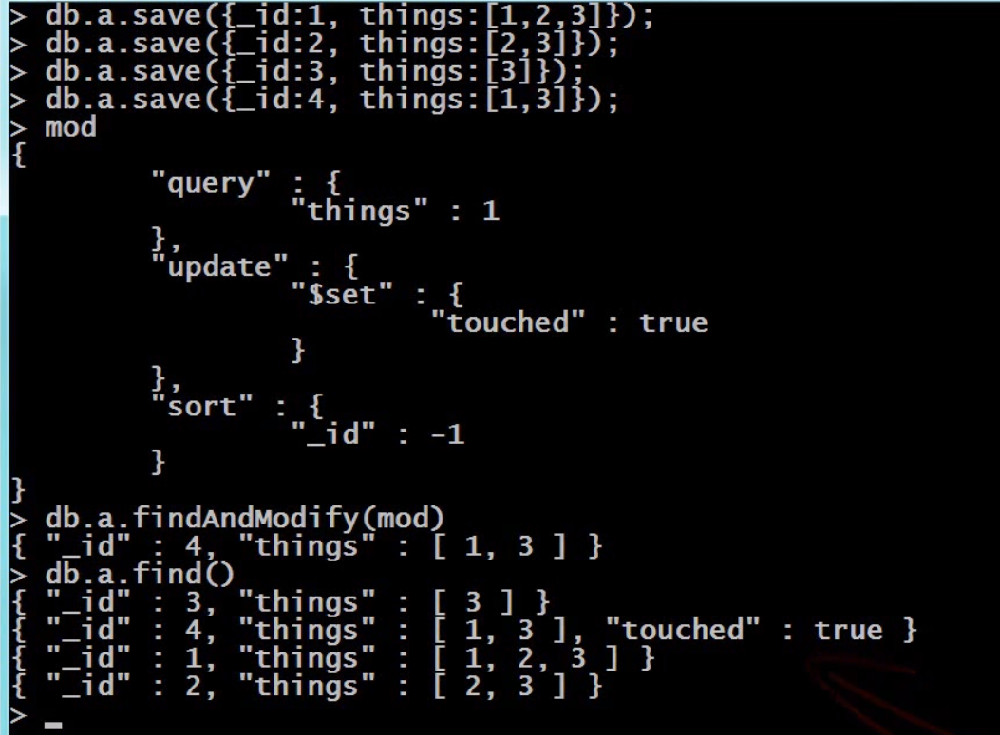 > db.a.save({_id:1, things:[1,2,3]});
> db.a.save({_id:2, things:[2,3]});
> db.a.save({_id:3, things:[3]});
> db.a.save({_id:4, things:[1,3]});
> mod
{
        "query" : {
                "things" : 1
        },
        "update" : {
                "$set" : {
                        "touched" : true
                }
        },
        "sort" : {
                "_id" : -1
        }
}
> db.a.findAndModify(mod)
{ "_id" : 4, "things" : [ 1, 3 ] }
> db.a.find()
{ "_id" : 3, "things" : [ 3 ] }
{ "_id" : 4, "things" : [ 1, 3 ], "touched" : true }
{ "_id" : 1, "things" : [ 1, 2, 3 ] }
{ "_id" : 2, "things" : [ 2, 3 ] }
> _